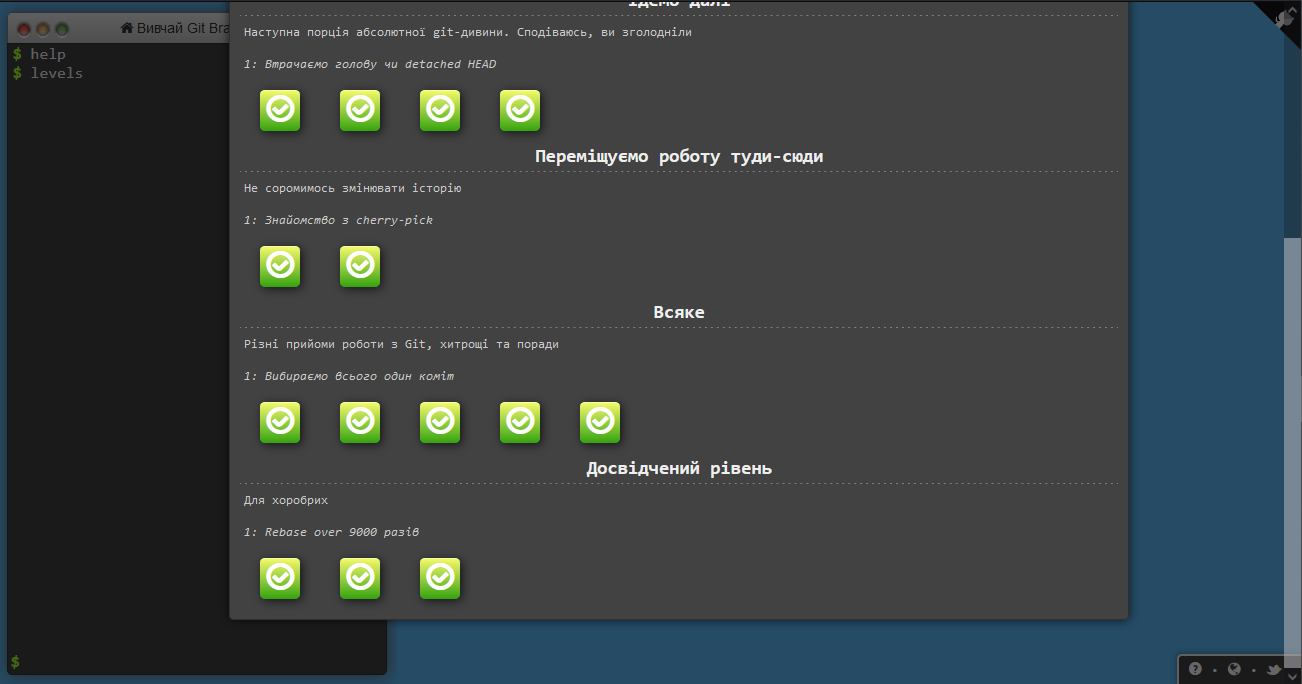 Вивчай Git Bra
$ help
$ levels
$
Ідемо далі
Наступна порція абсолютної git-дивини. Сподіваюсь, ви зголодніли
1: Втрачаємо голову чи detached HEAD
Переміщуємо роботу туди-сюди
Не соромимось змінювати історію
1: Знайомство з cherry-pick
Всяке
Різні прийоми роботи з Git, хитрощі та поради
1: Вибираємо всього один коміт
Досвідчений рівень
Для хоробрих
1: Rebase over 9000 разів